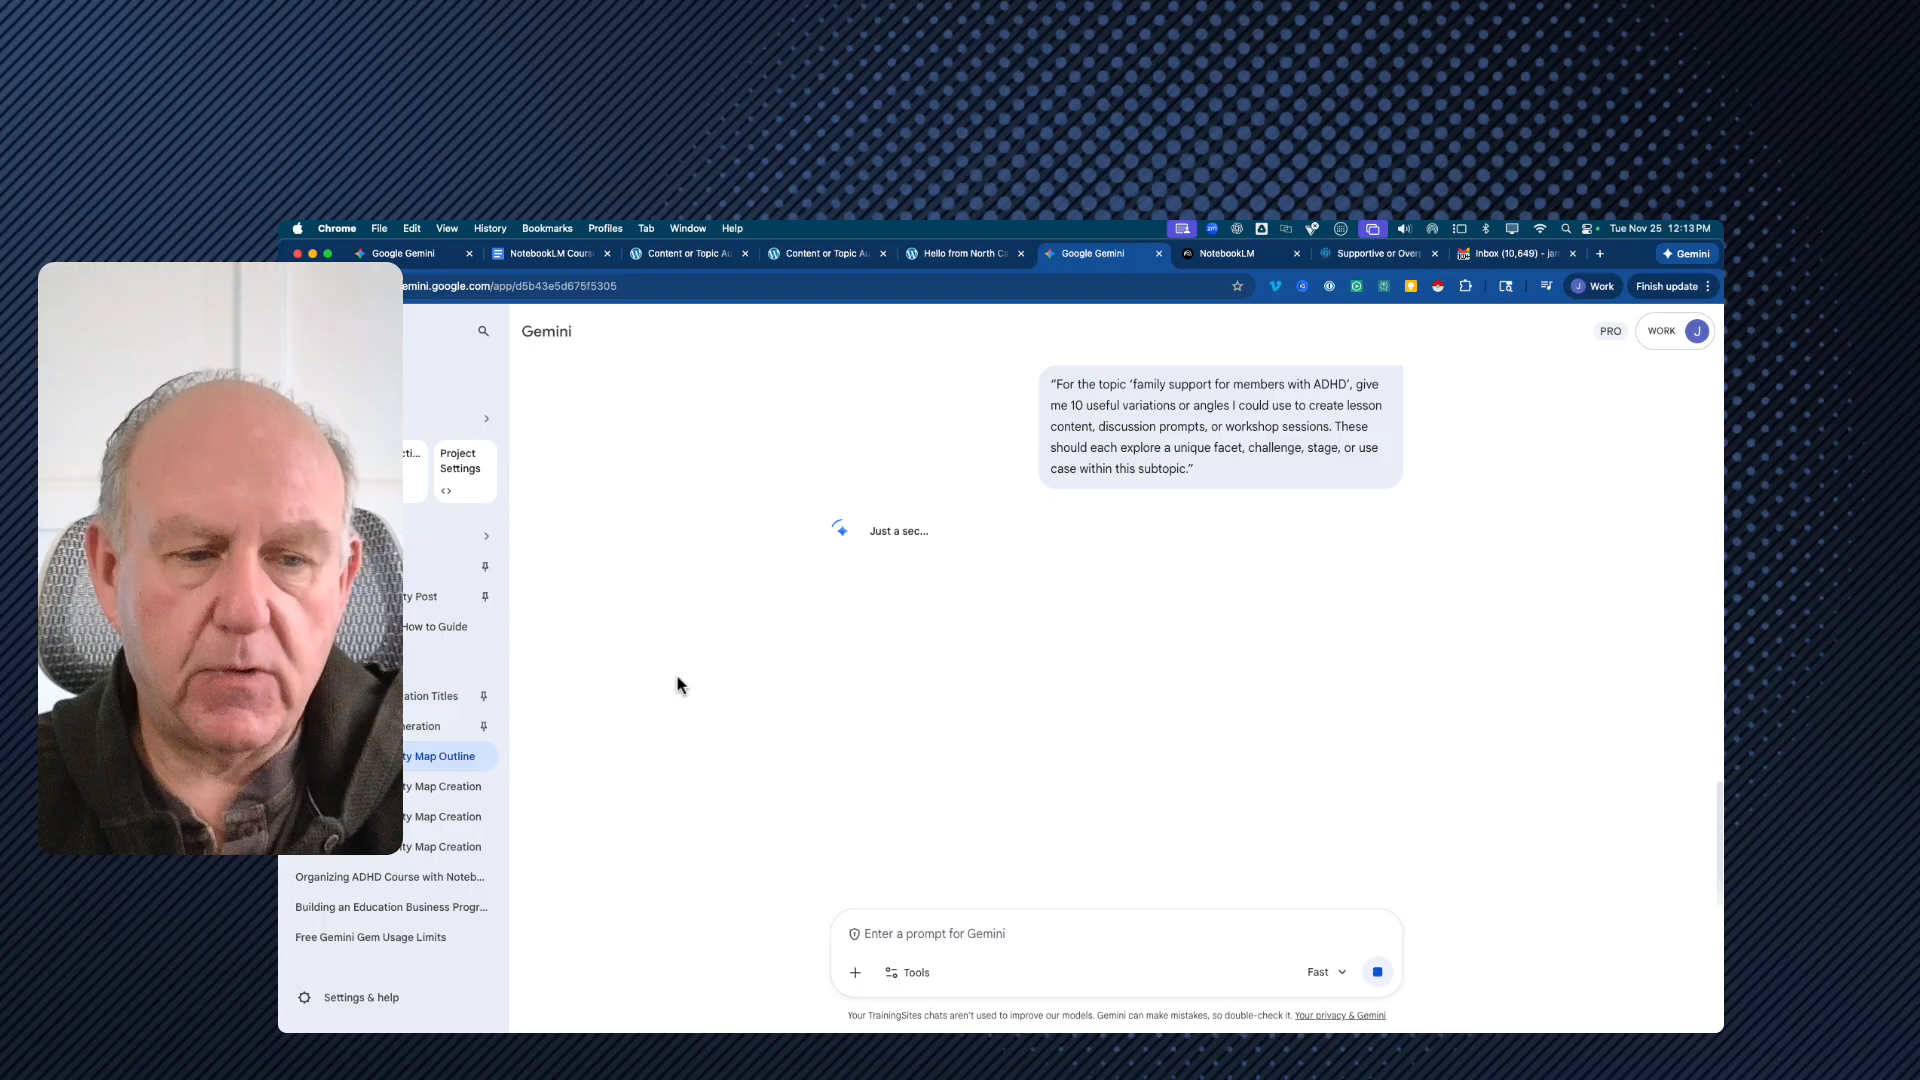 Chrome File Edit View History Bookmarks Profiles Tab Window Help Tue Nov 25 12:13 PM
Google Gemini NotebookLM Cours Content or Topic Au Content or Topic Au Hello from North Ca Google Gemini NotebookLM Supportive or Over Inbox (10,649) - jan Gemini
emini.google.com/app/d5b43e5d675f5305 Work Finish update
Gemini
PRO
WORK J
cti...
Project
Settings
ty Post
How to Guide
ation Titles
neration
ty Map Outline
ty Map Creation
ty Map Creation
ty Map Creation
Organizing ADHD Course with Noteb...
Building an Education Business Progr...
Free Gemini Gem Usage Limits
Settings & help
“For the topic ‘family support for members with ADHD’, give
me 10 useful variations or angles I could use to create lesson
content, discussion prompts, or workshop sessions. These
should each explore a unique facet, challenge, stage, or use
case within this subtopic.”
Just a sec...
Enter a prompt for Gemini
Tools
Fast
Your TrainingSites chats aren’t used to improve our models. Gemini can make mistakes, so double-check it. Your privacy & Gemini